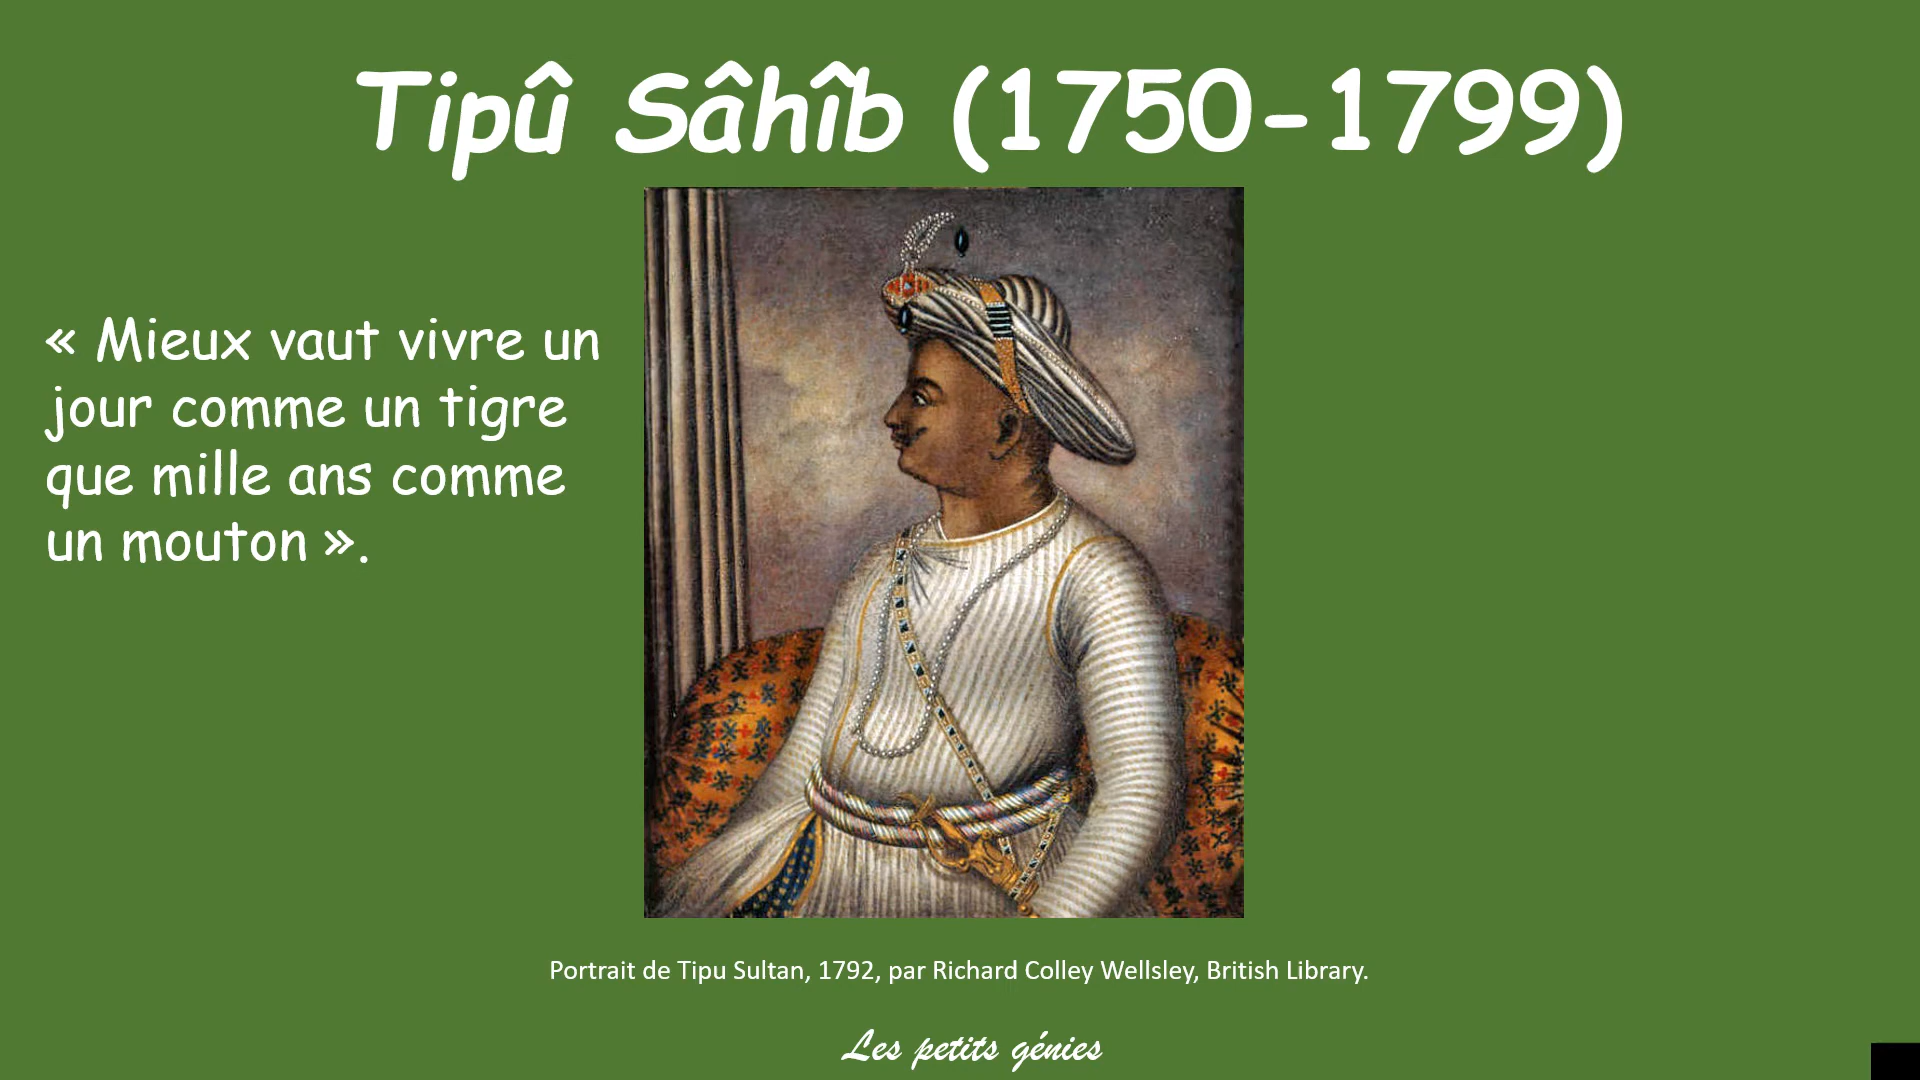 Tipû Sâhîb (1750-1799)
« Mieux vaut vivre un
jour comme un tigre
que mille ans comme
un mouton ».
Portrait de Tipu Sultan, 1792, par Richard Colley Wellsley, British Library.
Les petits génies